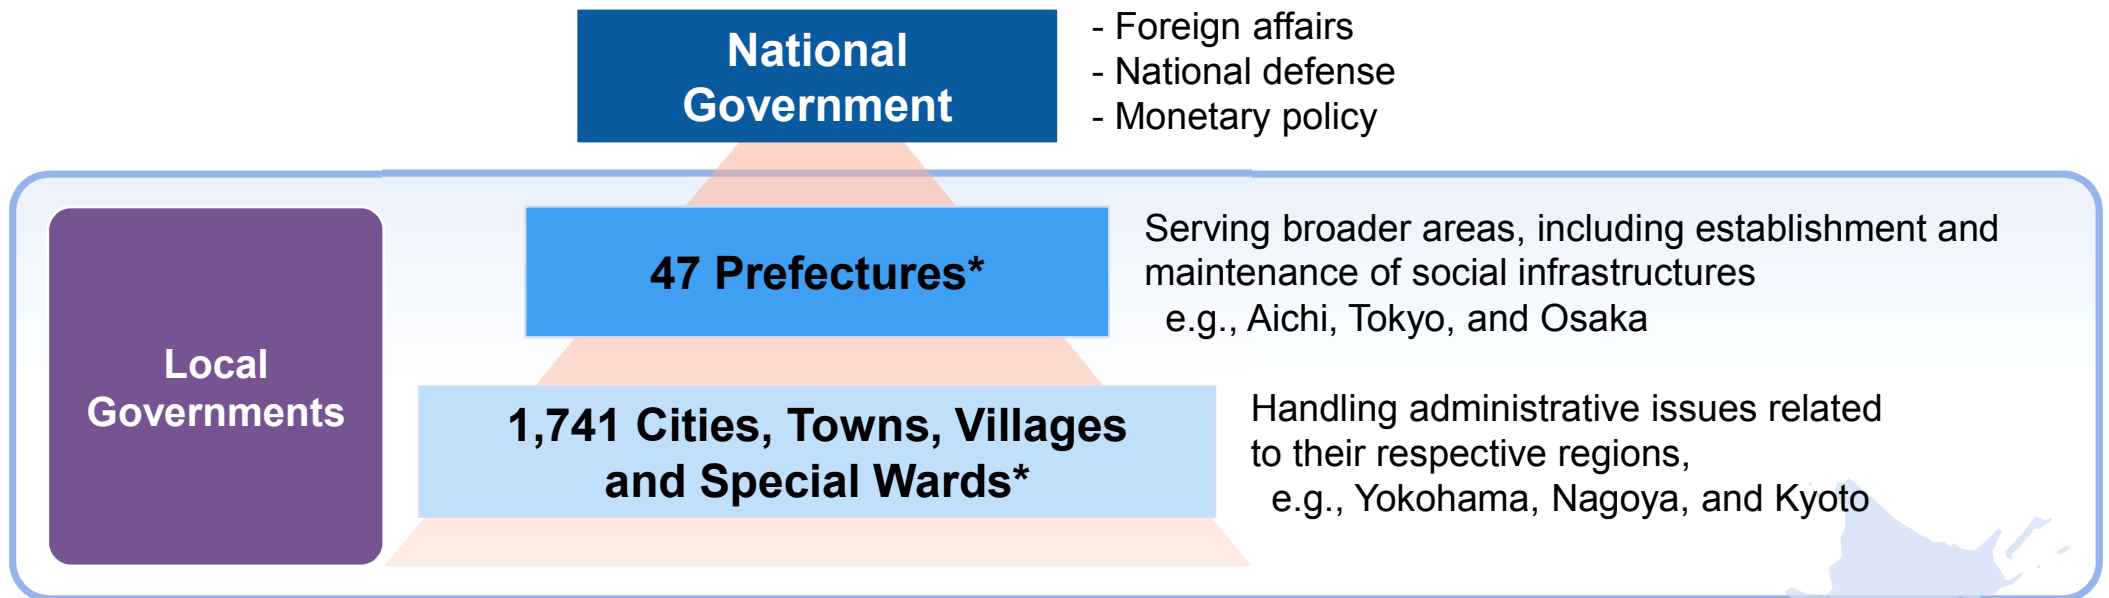 National
Government
- Foreign affairs
- National defense
- Monetary policy
Local
Governments
47 Prefectures*
Serving broader areas, including establishment and
maintenance of social infrastructures
e.g., Aichi, Tokyo, and Osaka
1,741 Cities, Towns, Villages
and Special Wards*
Handling administrative issues related
to their respective regions,
e.g., Yokohama, Nagoya, and Kyoto